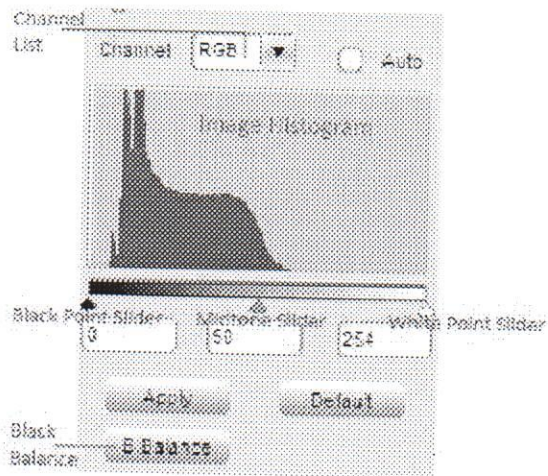 Channel
List
Channel RGB Auto
Image Histogram
Black Point Slider Midtone Slider White Point Slider
0 50 254
Apply Default
Black
Balance
B Balance